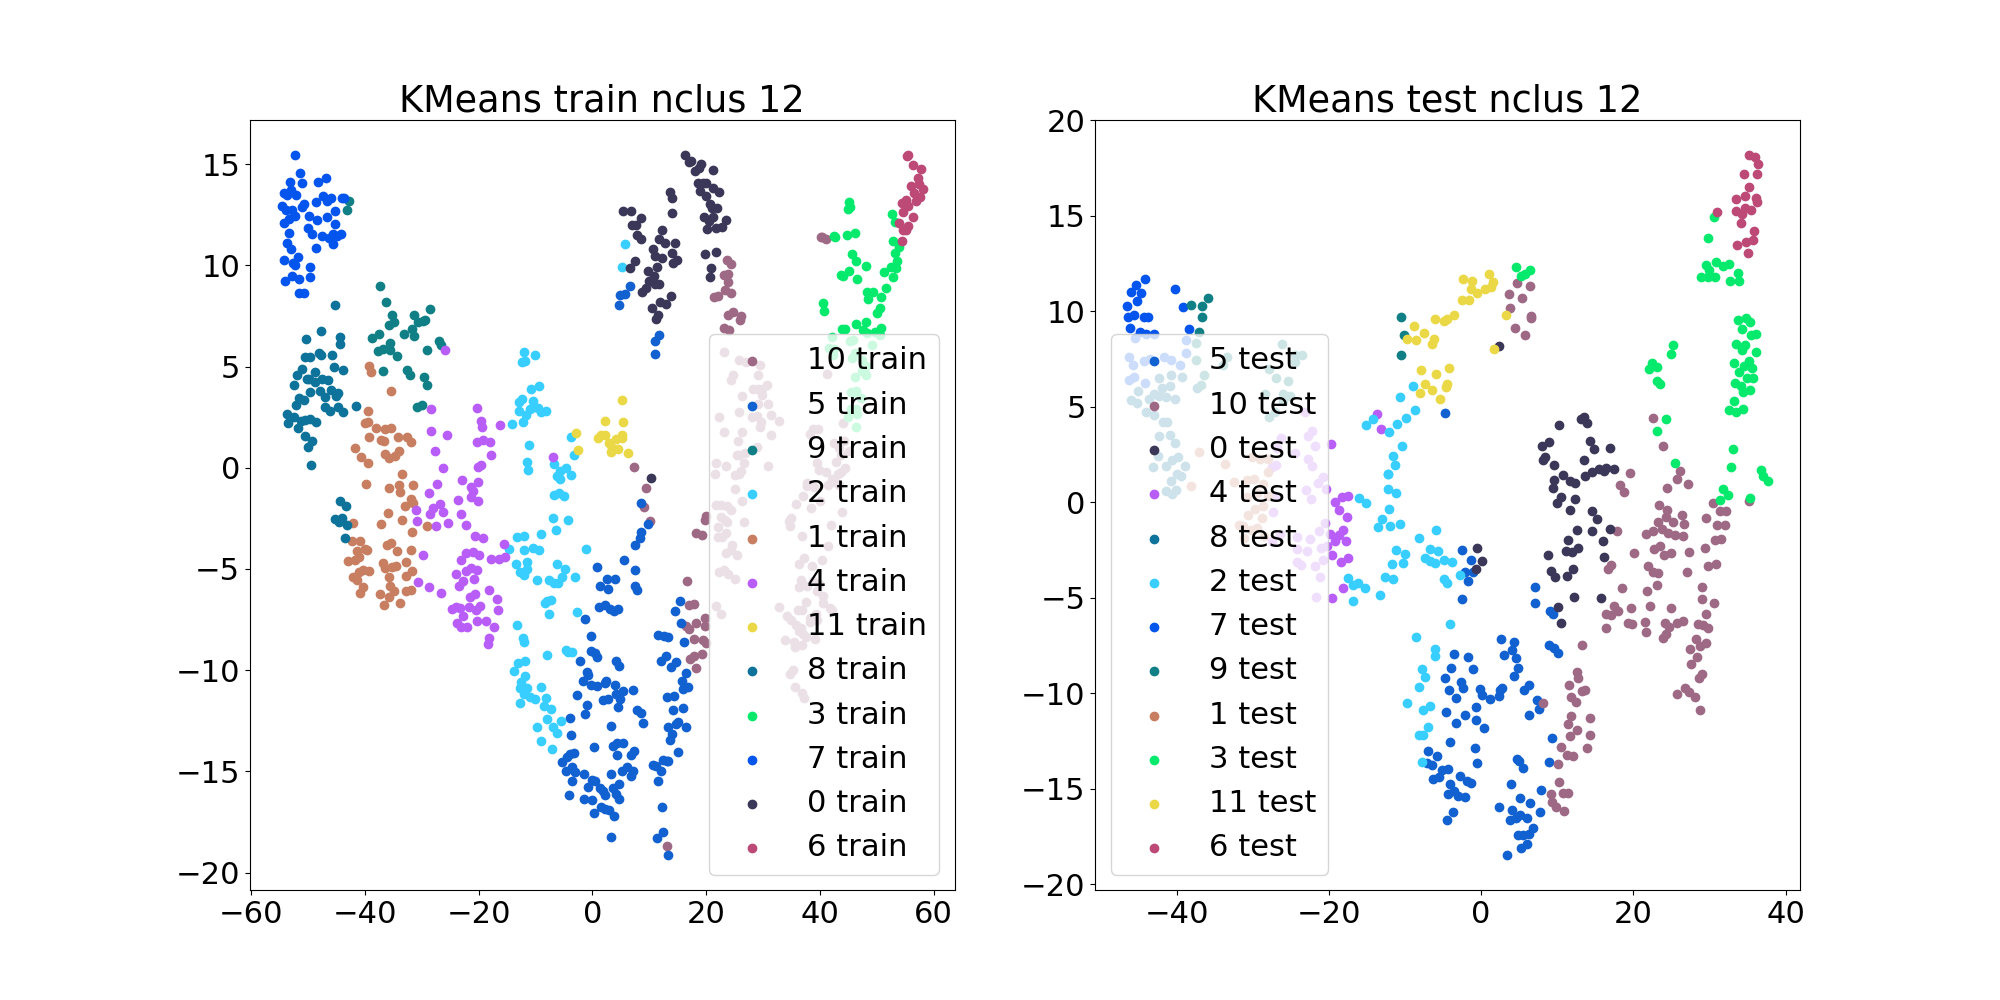 KMeans train nclus 12
15
10
5
0
−5
−10
−15
−20
−60 −40 −20 0 20 40 60
10 train
5 train
9 train
2 train
1 train
4 train
11 train
8 train
3 train
7 train
0 train
6 train
KMeans test nclus 12
20
15
10
5
0
−5
−10
−15
−20
−40 −20 0 20 40
5 test
10 test
0 test
4 test
8 test
2 test
7 test
9 test
1 test
3 test
11 test
6 test